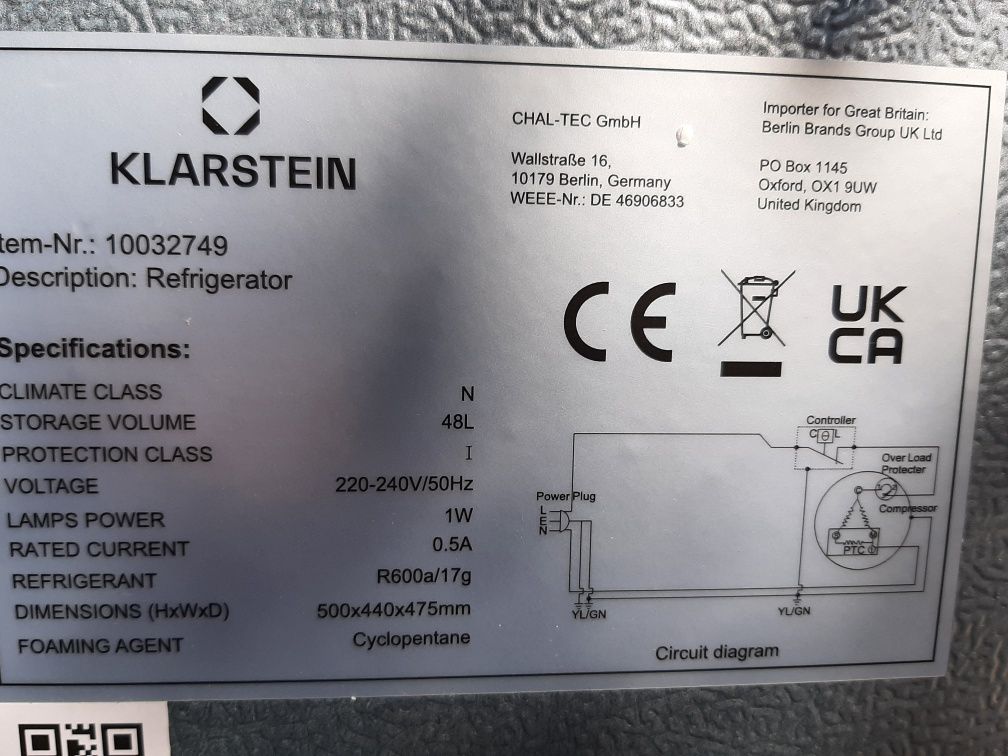 KLARSTEIN
CHAL-TEC GmbH
Wallstraße 16,
10179 Berlin, Germany
WEEE-Nr.: DE 46906833
Importer for Great Britain:
Berlin Brands Group UK Ltd
PO Box 1145
Oxford, OX1 9UW
United Kingdom
tem-Nr.: 10032749
Description: Refrigerator
CE
UK
CA
Specifications:
CLIMATE CLASS N
STORAGE VOLUME 48L
PROTECTION CLASS I
VOLTAGE 220-240V/50Hz
LAMPS POWER 1W
RATED CURRENT 0.5A
REFRIGERANT R600a/17g
DIMENSIONS (HxWxD) 500x440x475mm
FOAMING AGENT Cyclopentane
Controller
C L
Over Load
Protecter
Compressor
Power Plug
L
E
N
PTC
YL/GN
YL/GN
Circuit diagram